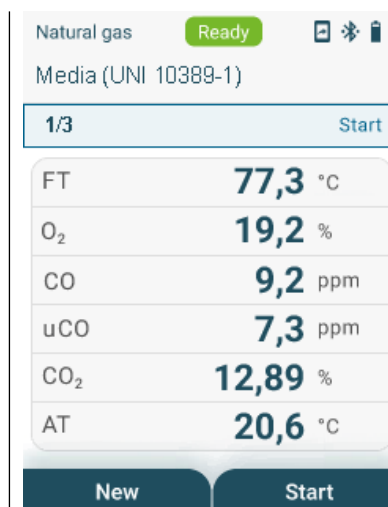 Natural gas Ready
Media (UNI 10389-1)
1/3 Start
FT 77,3 °C
O₂ 19,2 %
CO 9,2 ppm
uCO 7,3 ppm
CO₂ 12,89 %
AT 20,6 °C
New Start